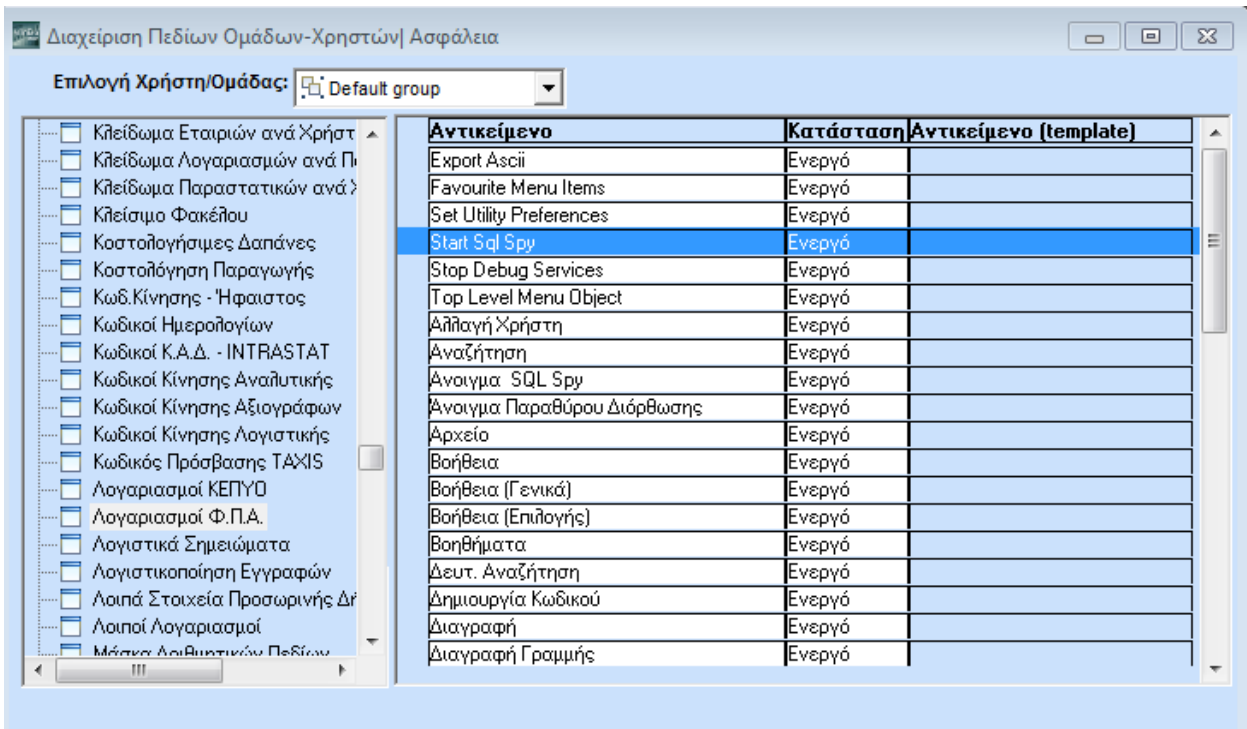 Διαχείριση Πεδίων Ομάδων-Χρηστών| Ασφάλεια
Επιλογή Χρήστη/Ομάδας: Default group
Κλείδωμα Εταιριών ανά Χρήστ
Κλείδωμα Λογαριασμών ανά
Κλείδωμα Παραστατικών ανά
Κλείσιμο Φακέλου
Κοστολογήσιμες Δαπάνες
Κοστολόγηση Παραγωγής
Κωδ.Κίνησης - Ήφαιστος
Κωδικοί Ημερολογίων
Κωδικοί Κ.Α.Δ. - INTRASTAT
Κωδικοί Κίνησης Αναλυτικής
Κωδικοί Κίνησης Αξιογράφων
Κωδικοί Κίνησης Λογιστικής
Κωδικός Πρόσβασης TAXIS
Λογαριασμοί ΚΕΠΥΟ
Λογαριασμοί Φ.Π.Α.
Λογιστικά Σημειώματα
Λογιστικοποίηση Εγγραφών
Λοιπά Στοιχεία Προσωρινής Δή
Λοιποί Λογαριασμοί
Μάσκα Αριθμητικών Πεδίων
Αντικείμενο Κατάσταση Αντικείμενο (template)
Export Ascii Ενεργό
Favourite Menu Items Ενεργό
Set Utility Preferences Ενεργό
Start Sql Spy Ενεργό
Stop Debug Services Ενεργό
Top Level Menu Object Ενεργό
Αλλαγή Χρήστη Ενεργό
Αναζήτηση Ενεργό
Ανοιγμα SQL Spy Ενεργό
Άνοιγμα Παραθύρου Διόρθωσης Ενεργό
Αρχείο Ενεργό
Βοήθεια Ενεργό
Βοήθεια (Γενικά) Ενεργό
Βοήθεια (Επιλογής) Ενεργό
Βοηθήματα Ενεργό
Δευτ. Αναζήτηση Ενεργό
Δημιουργία Κωδικού Ενεργό
Διαγραφή Ενεργό
Διαγραφή Γραμμής Ενεργό